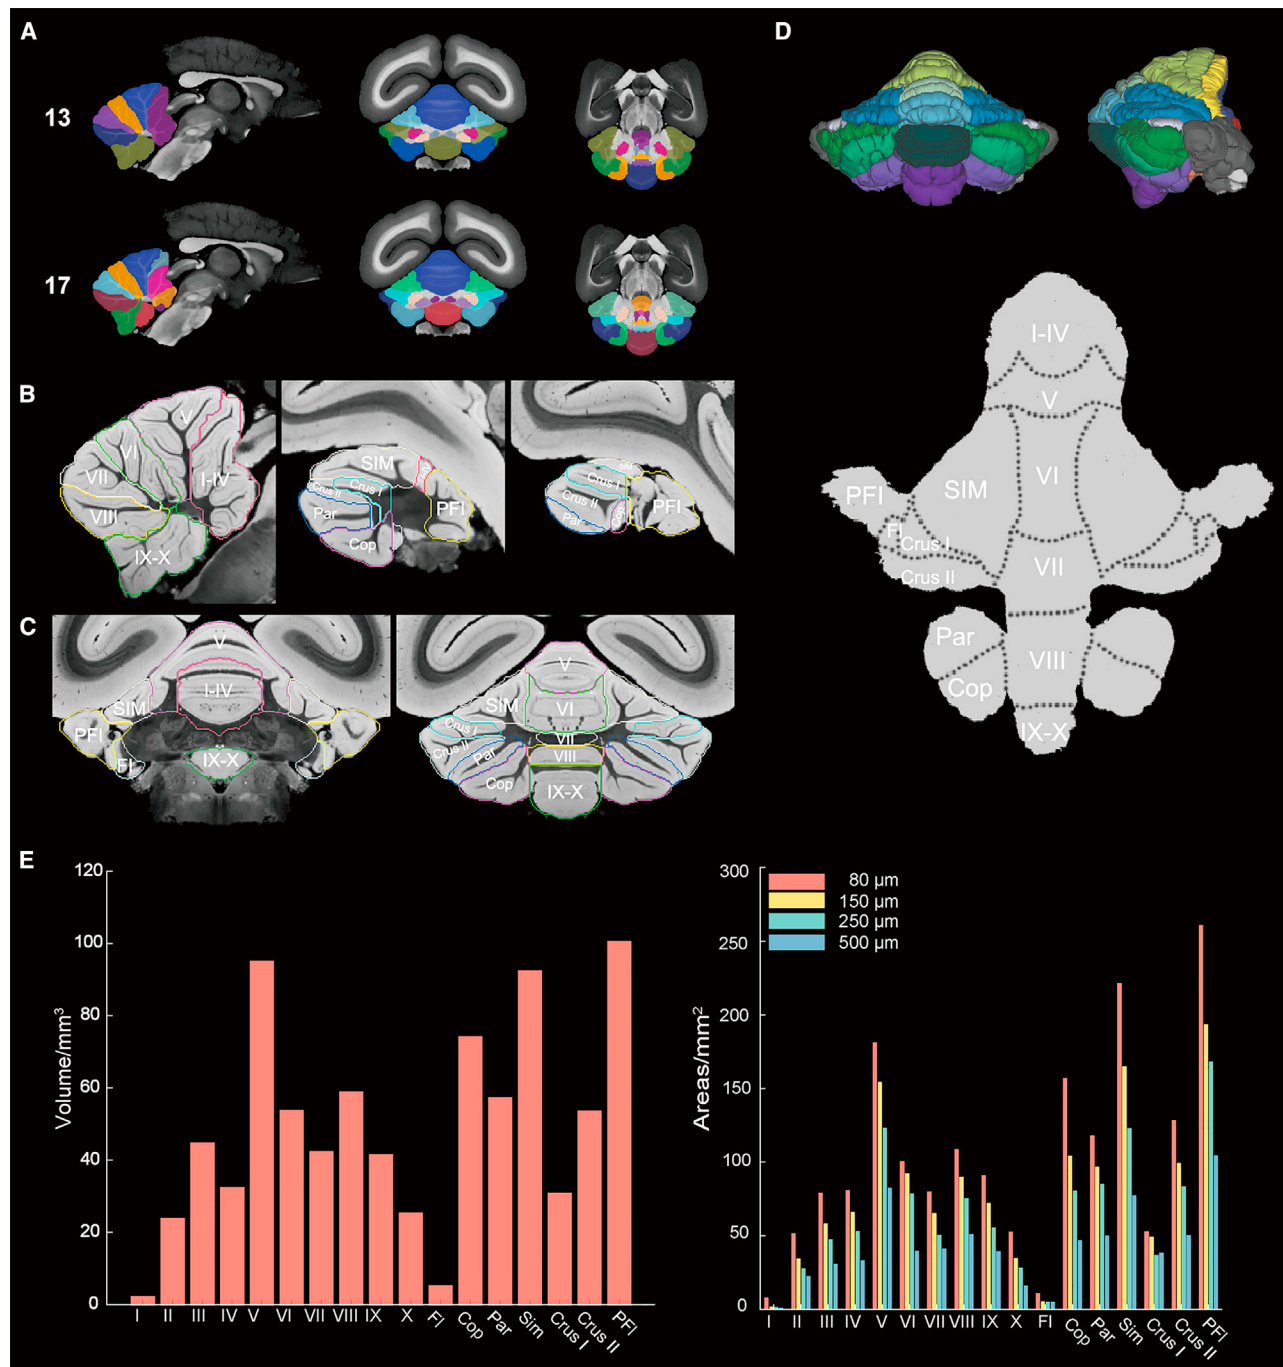 A
D
13
17
I-IV
V
VI
SIM
PFl
Fl
Crus I
Crus II
VII
Par
VIII
Cop
IX-X
B
V
VI
VII
I-IV
VIII
IX-X
SIM
Crus I
Crus II
Par
PFl
Cop
SIM
Crus I
Crus II
Par
Cop
PFl
C
V
I-IV
SIM
PFl
Fl
IX-X
V
SIM
VI
Crus I
VII
Crus II
Par
VIII
Cop
IX-X
E
120
100
80
60
40
20
0
Volume/mm³
I II III IV V VI VII VIII IX X Fl Cop Par Sim Crus I Crus II PFl
300
250
200
150
100
50
0
Areas/mm²
80 µm
150 µm
250 µm
500 µm
I II III IV V VI VII VIII IX X Fl Cop Par Sim Crus I Crus II PFl